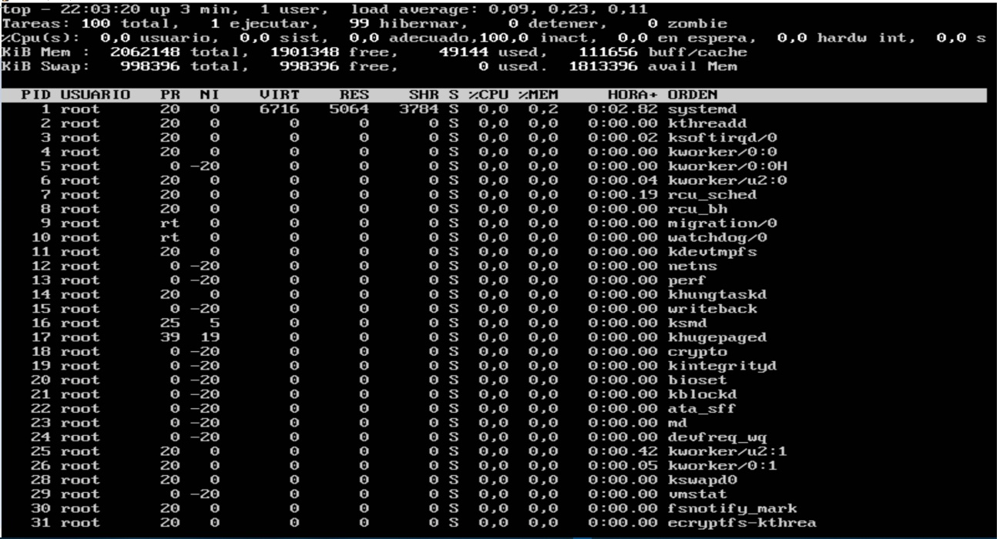 top - 22:03:20 up 3 min,  1 user,  load average: 0,09, 0,23, 0,11
Tareas: 100 total,   1 ejecutar,  99 hibernar,   0 detener,   0 zombie
%Cpu(s):  0,0 usuario,  0,0 sist,  0,0 adecuado,100,0 inact,  0,0 en espera,  0,0 hardw int,  0,0 s
KiB Mem :  2062148 total,  1901348 free,    49144 used,   111656 buff/cache
KiB Swap:   998396 total,   998396 free,        0 used.  1813396 avail Mem
PID USUARIO   PR  NI    VIRT    RES    SHR S %CPU %MEM     HORA+ ORDEN
1 root      20   0    6716   5064   3784 S  0,0  0,2   0:02.82 systemd
2 root      20   0       0      0      0 S  0,0  0,0   0:00.00 kthreadd
3 root      20   0       0      0      0 S  0,0  0,0   0:00.02 ksoftirqd/0
4 root      20   0       0      0      0 S  0,0  0,0   0:00.00 kworker/0:0
5 root       0 -20       0      0      0 S  0,0  0,0   0:00.00 kworker/0:0H
6 root      20   0       0      0      0 S  0,0  0,0   0:00.04 kworker/u2:0
7 root      20   0       0      0      0 S  0,0  0,0   0:00.19 rcu_sched
8 root      20   0       0      0      0 S  0,0  0,0   0:00.00 rcu_bh
9 root      rt   0       0      0      0 S  0,0  0,0   0:00.00 migration/0
10 root      rt   0       0      0      0 S  0,0  0,0   0:00.00 watchdog/0
11 root      20   0       0      0      0 S  0,0  0,0   0:00.00 kdevtmpfs
12 root       0 -20       0      0      0 S  0,0  0,0   0:00.00 netns
13 root       0 -20       0      0      0 S  0,0  0,0   0:00.00 perf
14 root      20   0       0      0      0 S  0,0  0,0   0:00.00 khungtaskd
15 root       0 -20       0      0      0 S  0,0  0,0   0:00.00 writeback
16 root      25   5       0      0      0 S  0,0  0,0   0:00.00 ksmd
17 root      39  19       0      0      0 S  0,0  0,0   0:00.00 khugepaged
18 root       0 -20       0      0      0 S  0,0  0,0   0:00.00 crypto
19 root       0 -20       0      0      0 S  0,0  0,0   0:00.00 kintegrityd
20 root       0 -20       0      0      0 S  0,0  0,0   0:00.00 bioset
21 root       0 -20       0      0      0 S  0,0  0,0   0:00.00 kblockd
22 root       0 -20       0      0      0 S  0,0  0,0   0:00.00 ata_sff
23 root       0 -20       0      0      0 S  0,0  0,0   0:00.00 md
24 root       0 -20       0      0      0 S  0,0  0,0   0:00.00 devfreq_wq
25 root      20   0       0      0      0 S  0,0  0,0   0:00.42 kworker/u2:1
26 root      20   0       0      0      0 S  0,0  0,0   0:00.05 kworker/0:1
28 root      20   0       0      0      0 S  0,0  0,0   0:00.00 kswapd0
29 root       0 -20       0      0      0 S  0,0  0,0   0:00.00 vmstat
30 root      20   0       0      0      0 S  0,0  0,0   0:00.00 fsnotify_mark
31 root      20   0       0      0      0 S  0,0  0,0   0:00.00 ecryptfs-kthrea